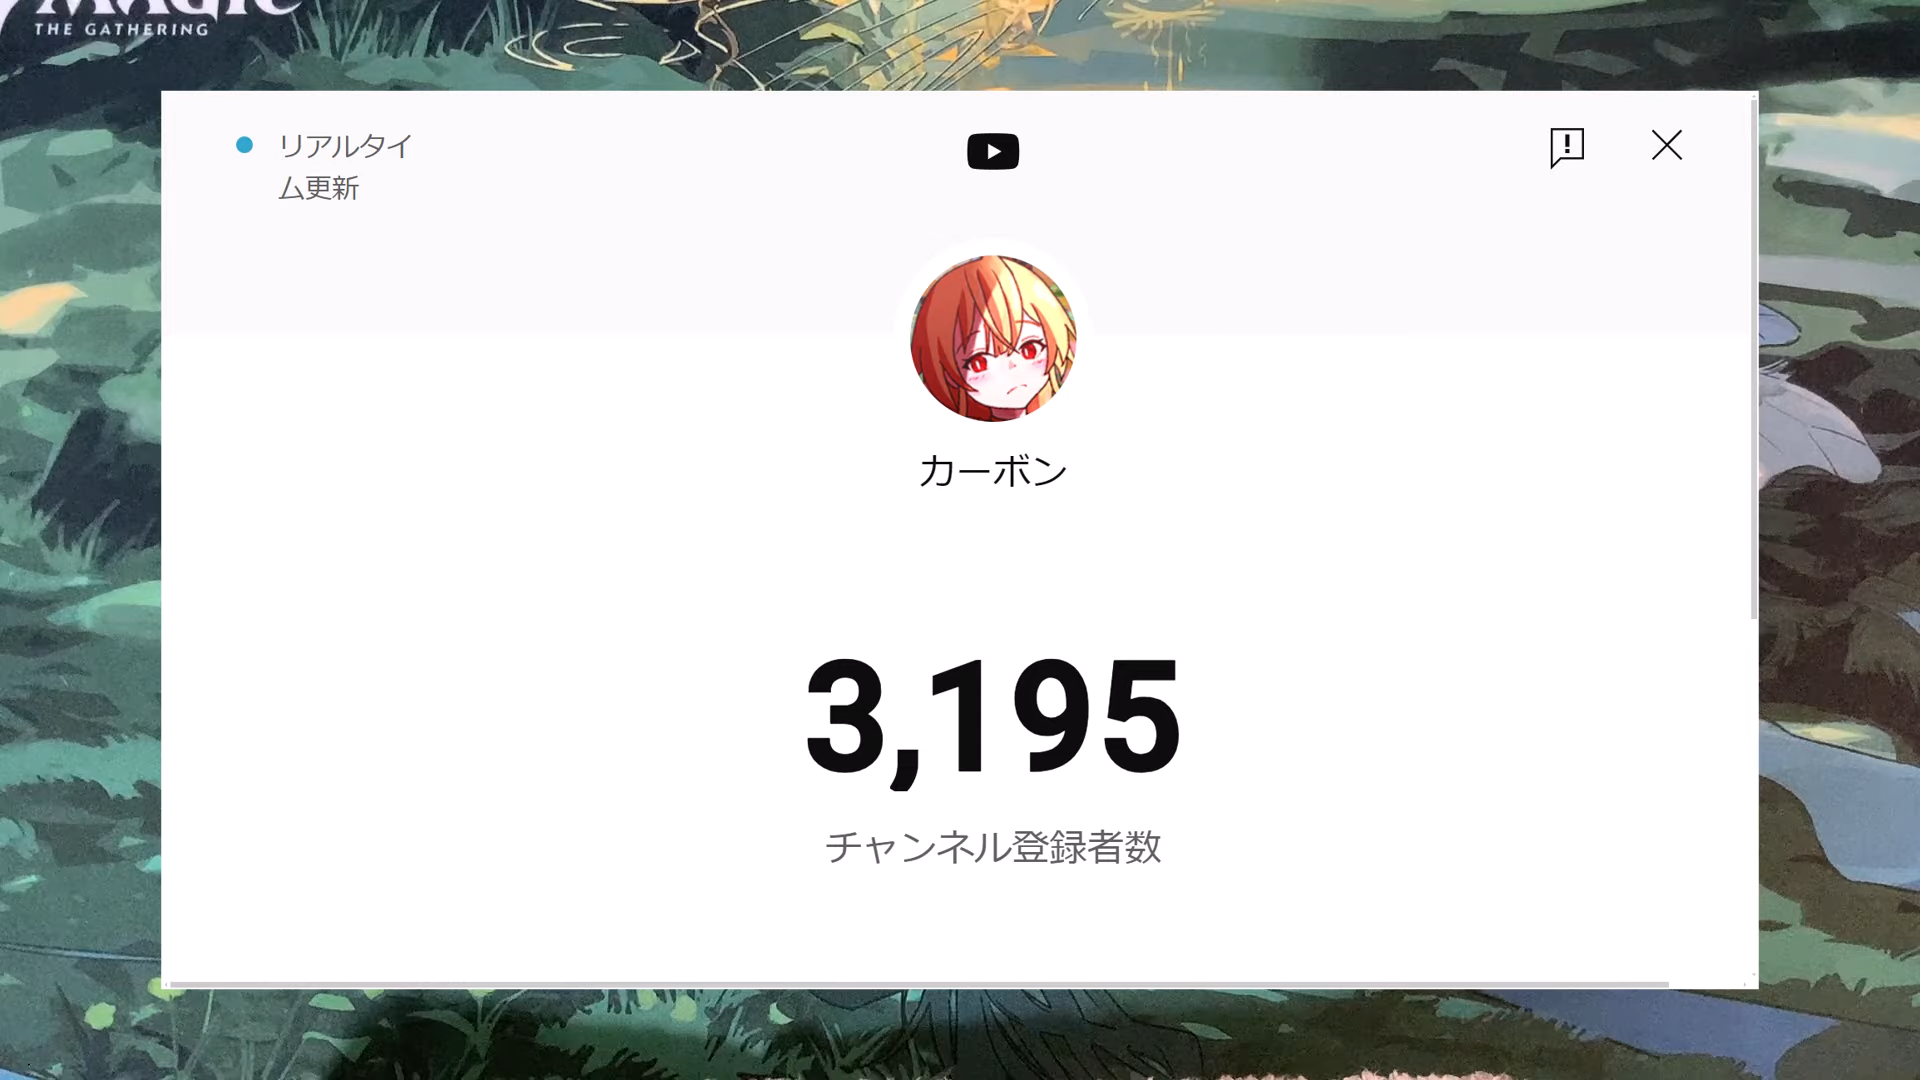 MAGIC
THE GATHERING
リアルタイ
ム更新
カーボン
3,195
チャンネル登録者数